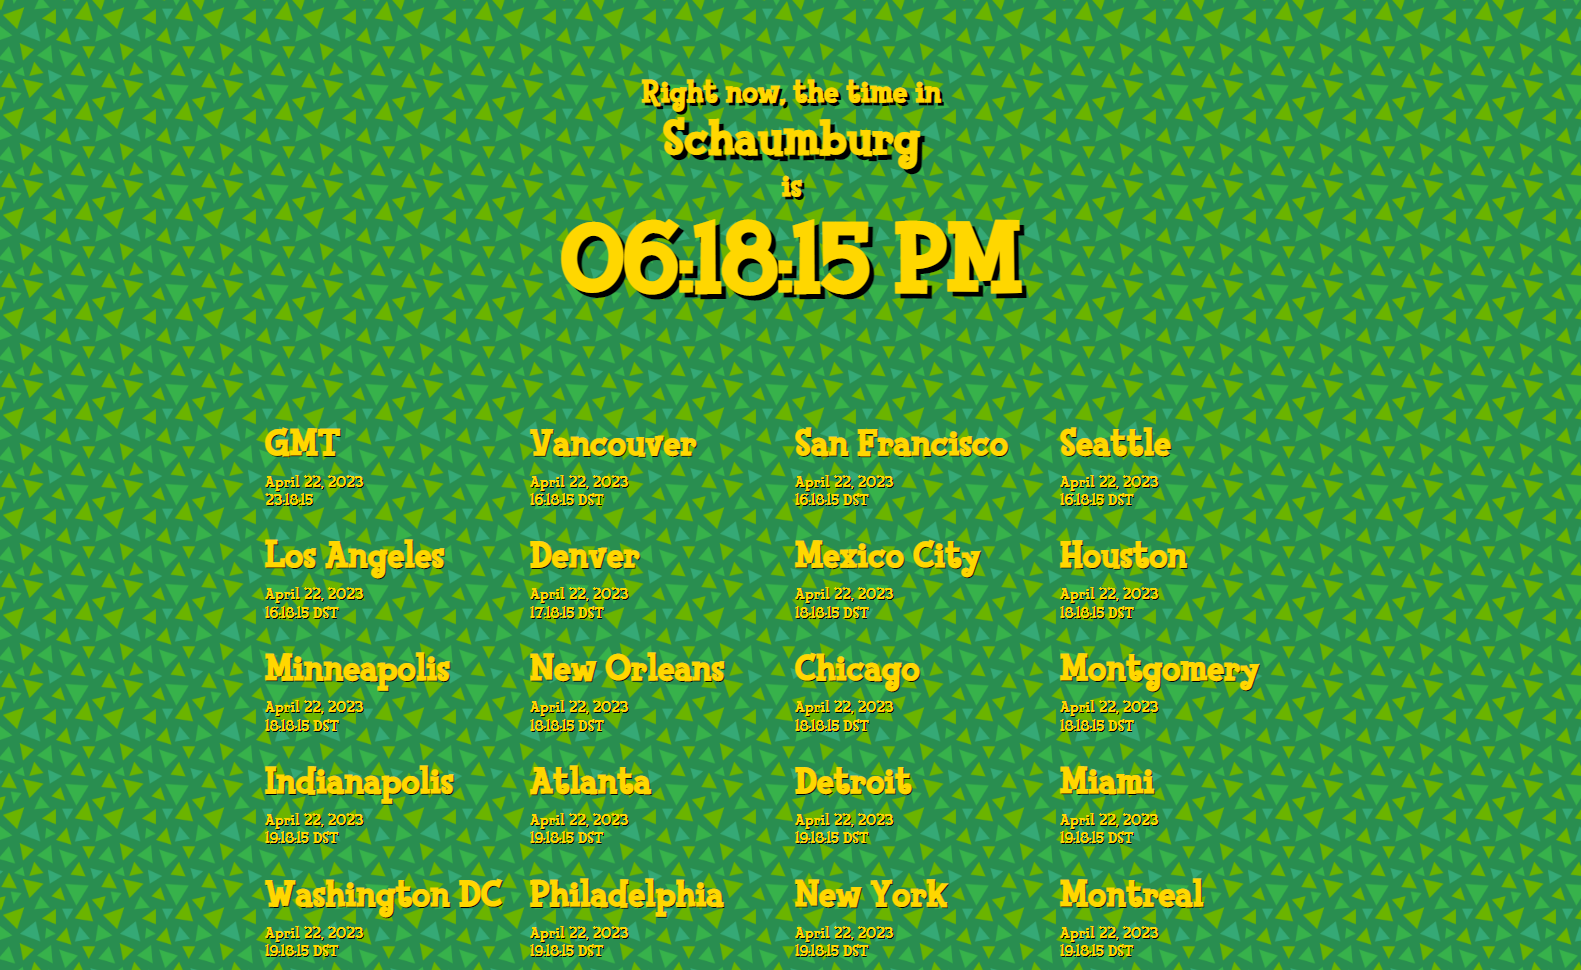 Right now, the time in
Schaumburg
is
06:18:15 PM
GMT
April 22, 2023
23:18:15
Vancouver
April 22, 2023
16:18:15 DST
San Francisco
April 22, 2023
16:18:15 DST
Seattle
April 22, 2023
16:18:15 DST
Los Angeles
April 22, 2023
16:18:15 DST
Denver
April 22, 2023
17:18:15 DST
Mexico City
April 22, 2023
18:18:15 DST
Houston
April 22, 2023
18:18:15 DST
Minneapolis
April 22, 2023
18:18:15 DST
New Orleans
April 22, 2023
18:18:15 DST
Chicago
April 22, 2023
18:18:15 DST
Montgomery
April 22, 2023
18:18:15 DST
Indianapolis
April 22, 2023
19:18:15 DST
Atlanta
April 22, 2023
19:18:15 DST
Detroit
April 22, 2023
19:18:15 DST
Miami
April 22, 2023
19:18:15 DST
Washington DC
April 22, 2023
19:18:15 DST
Philadelphia
April 22, 2023
19:18:15 DST
New York
April 22, 2023
19:18:15 DST
Montreal
April 22, 2023
19:18:15 DST